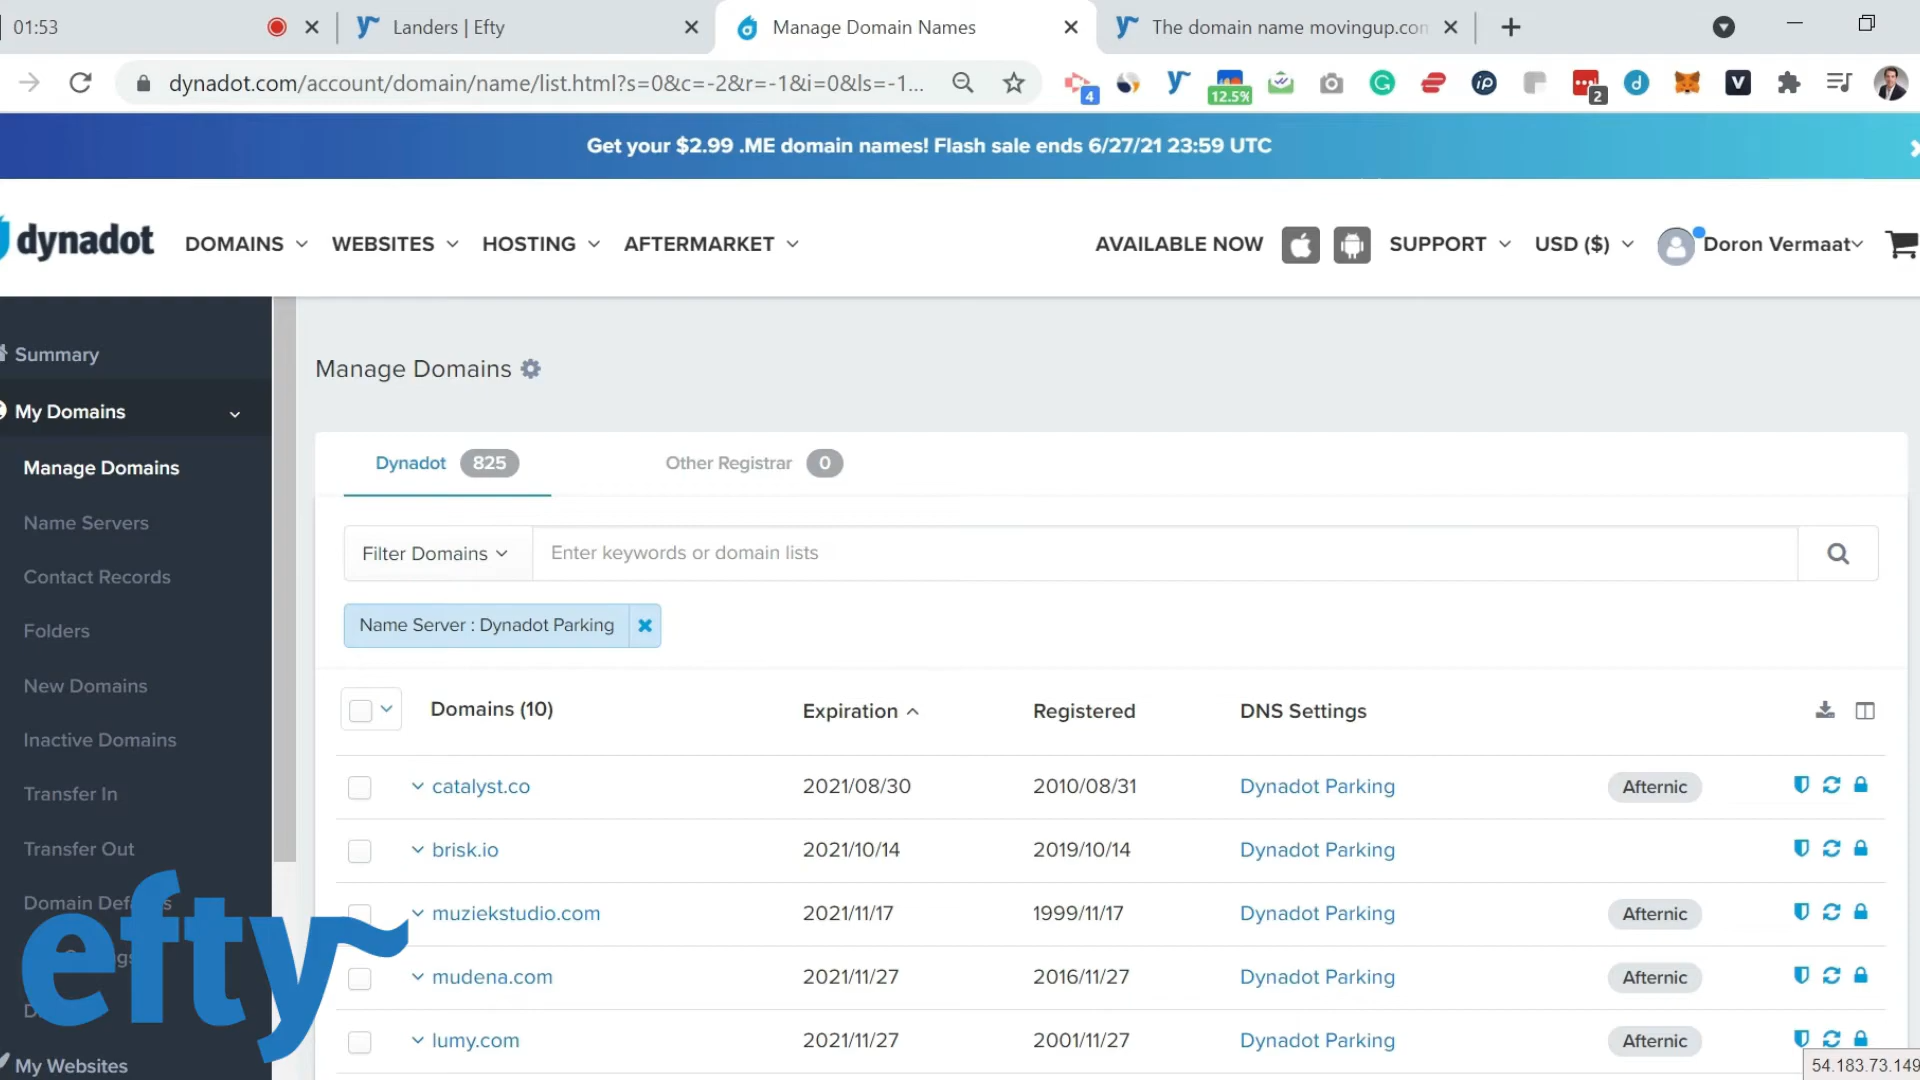 01:53
Landers | Efty
Manage Domain Names
The domain name movingup.con
dynadot.com/account/domain/name/list.html?s=0&c=-2&r=-1&i=0&ls=-1...
4
12.5%
2
Get your $2.99 .ME domain names! Flash sale ends 6/27/21 23:59 UTC
dynadot
DOMAINS
WEBSITES
HOSTING
AFTERMARKET
AVAILABLE NOW
SUPPORT
USD ($)
Doron Vermaat
Summary
My Domains
Manage Domains
Name Servers
Contact Records
Folders
New Domains
Inactive Domains
Transfer In
Transfer Out
Domain
My Websites
efty
Manage Domains
Dynadot 825
Other Registrar 0
Filter Domains
Enter keywords or domain lists
Name Server : Dynadot Parking
Domains (10) Expiration Registered DNS Settings
catalyst.co 2021/08/30 2010/08/31 Dynadot Parking Afternic
brisk.io 2021/10/14 2019/10/14 Dynadot Parking
muziekstudio.com 2021/11/17 1999/11/17 Dynadot Parking Afternic
mudena.com 2021/11/27 2016/11/27 Dynadot Parking Afternic
lumy.com 2021/11/27 2001/11/27 Dynadot Parking Afternic
54.183.73.149